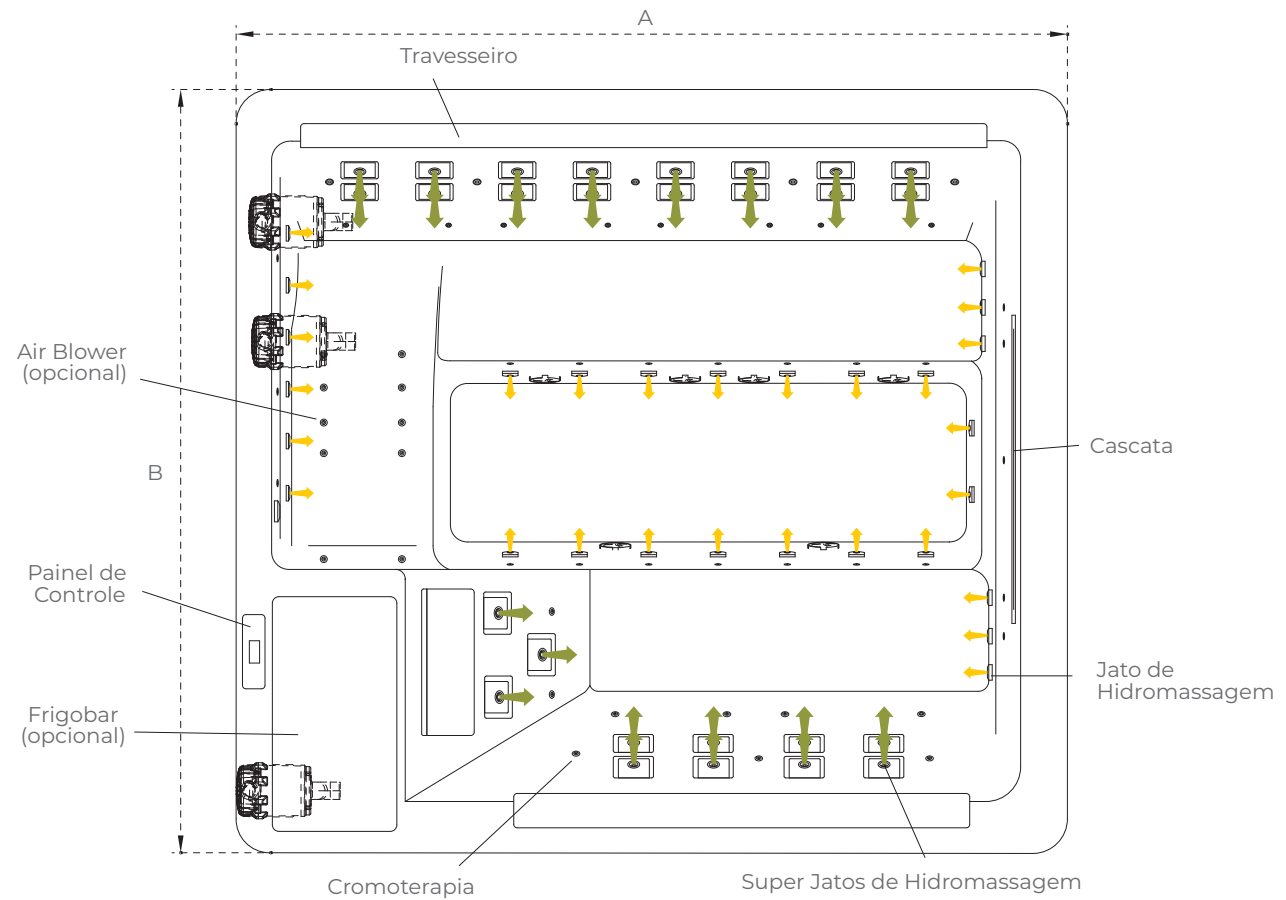 A
Travesseiro
Air Blower
(opcional)
Cascata
B
Painel de
Controle
Jato de
Hidromassagem
Frigobar
(opcional)
Cromoterapia
Super Jatos de Hidromassagem